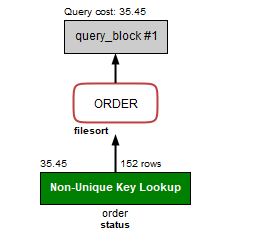 Query cost: 35.45
query_block #1
ORDER
filesort
35.45 152 rows
Non-Unique Key Lookup
order
status